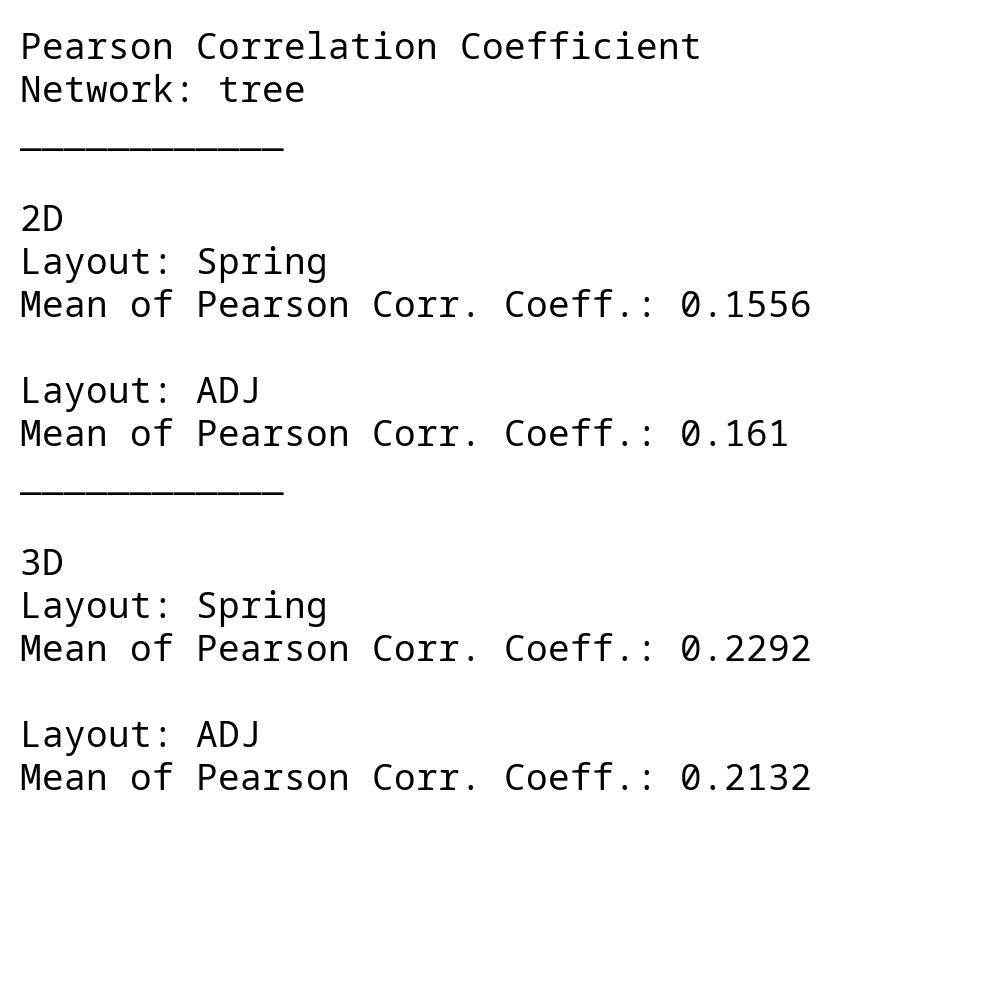 Pearson Correlation Coefficient
Network: tree
____________
2D
Layout: Spring
Mean of Pearson Corr. Coeff.: 0.1556
Layout: ADJ
Mean of Pearson Corr. Coeff.: 0.161
____________
3D
Layout: Spring
Mean of Pearson Corr. Coeff.: 0.2292
Layout: ADJ
Mean of Pearson Corr. Coeff.: 0.2132